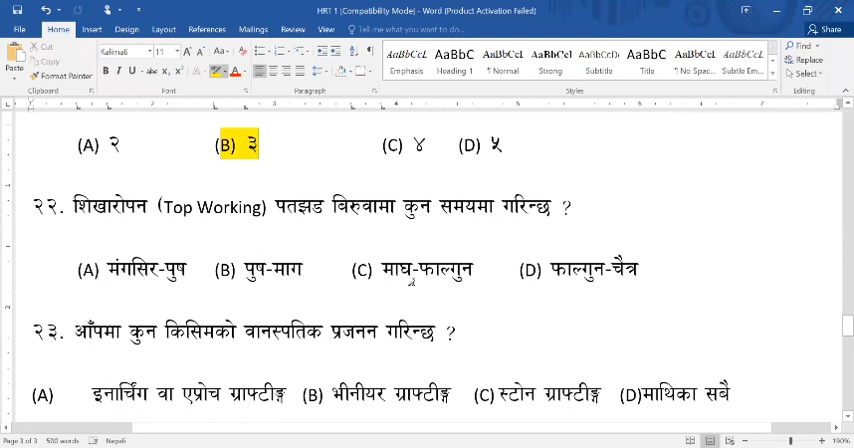 HRT 1 [Compatibility Mode] - Word (Product Activation Failed)
File Home Insert Design Layout References Mailings Review View Tell me what you want to do... Share
Cut
Copy
Format Painter
Paste
Clipboard
Kalimati 11
Font
Paragraph
AaBbCcL AaBbC AaBbCcL AaBbCcl AaBbCcD AaBbC AaBbCcL AaBbCcL
Emphasis Heading 1 ¶ Normal Strong Subtitle Title ¶ No Spac... Subtle Em...
Styles
Find
Replace
Select
Editing
(A) २ (B) ३ (C) ४ (D) ५
२२. शिखारोपन (Top Working) पतझड बिरुवामा कुन समयमा गरिन्छ ?
(A) मंगसिर-पुष (B) पुष-माग (C) माघ-फाल्गुन (D) फाल्गुन-चैत्र
२३. आँपमा कुन किसिमको वानस्पतिक प्रजनन गरिन्छ ?
(A) इनार्चिंग वा एप्रोच ग्राफ्टीङ्ग (B) भीनीयर ग्राफ्टीङ्ग (C) स्टोन ग्राफ्टीङ्ग (D)माथिका सबै
Page 3 of 3 500 words Nepali 190%